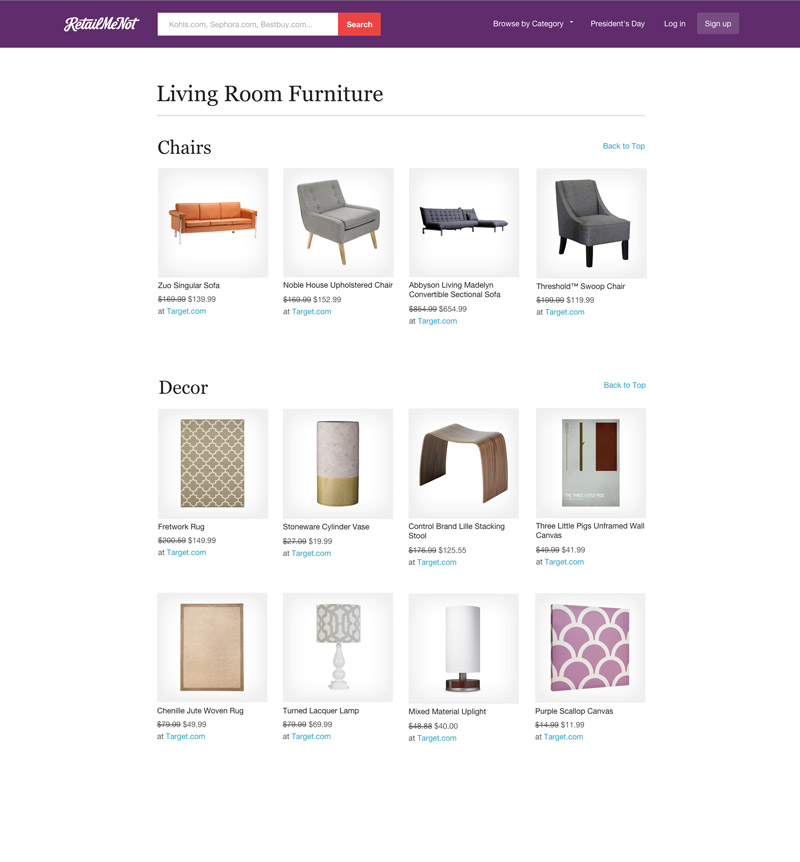 RetailMeNot
Kohls.com, Sephora.com, Bestbuy.com...
Search
Browse by Category
President's Day
Log in
Sign up
Living Room Furniture
Chairs
Back to Top
Zuo Singular Sofa
$169.99 $139.99
at Target.com
Noble House Upholstered Chair
$169.99 $152.99
at Target.com
Abbyson Living Madelyn
Convertible Sectional Sofa
$854.99 $654.99
at Target.com
Threshold™ Swoop Chair
$199.99 $119.99
at Target.com
Decor
Back to Top
Fretwork Rug
$200.59 $149.99
at Target.com
Stoneware Cylinder Vase
$27.99 $19.99
at Target.com
Control Brand Lille Stacking
Stool
$176.99 $125.55
at Target.com
THE THREE LITTLE PIGS
Three Little Pigs Unframed Wall
Canvas
$49.99 $41.99
at Target.com
Chenille Jute Woven Rug
$79.99 $49.99
at Target.com
Turned Lacquer Lamp
$79.99 $69.99
at Target.com
Mixed Material Uplight
$48.88 $40.00
at Target.com
Purple Scallop Canvas
$14.99 $11.99
at Target.com